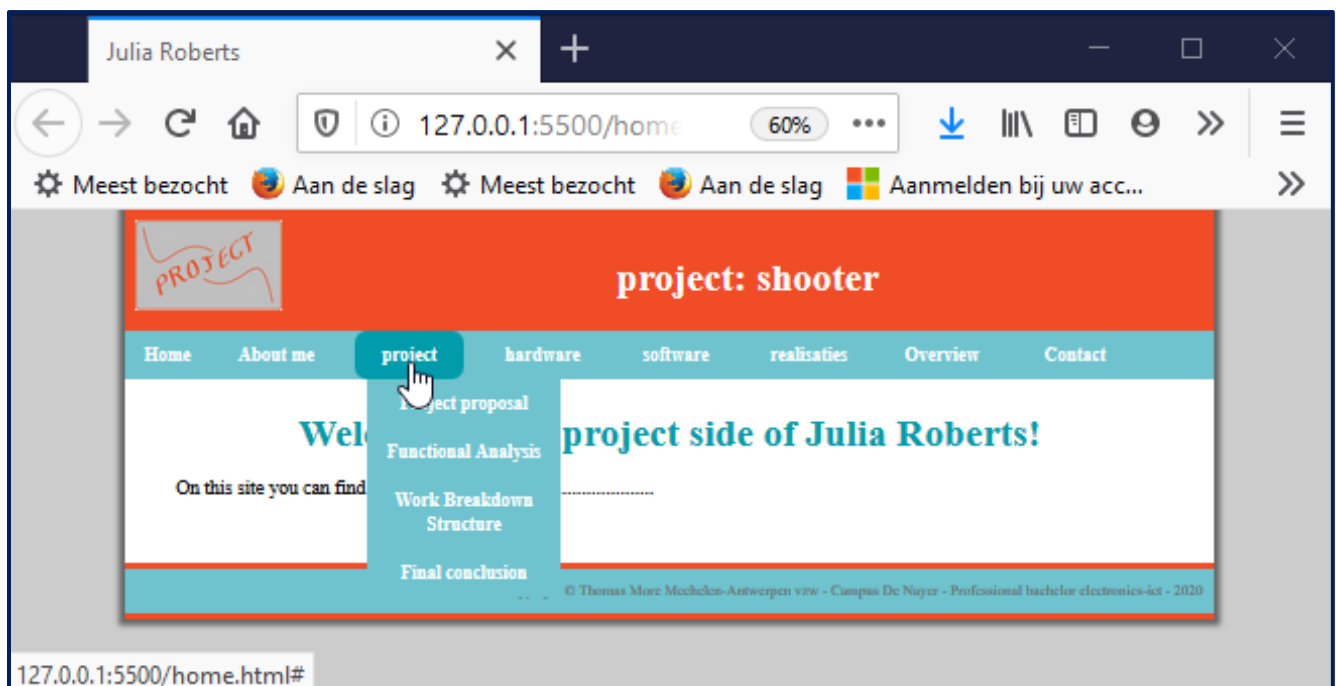 Julia Roberts
127.0.0.1:5500/home
60%
Meest bezocht Aan de slag Meest bezocht Aan de slag Aanmelden bij uw acc...
PROJECT
project: shooter
Home About me project hardware software realisaties Overview Contact
Project proposal
Functional Analysis
Work Breakdown
Structure
Final conclusion
Wel project side of Julia Roberts!
On this site you can find
© Thomas More Mechelen-Antwerpen vzw - Campus De Nayer - Professional bachelor electronics-ict - 2020
127.0.0.1:5500/home.html#